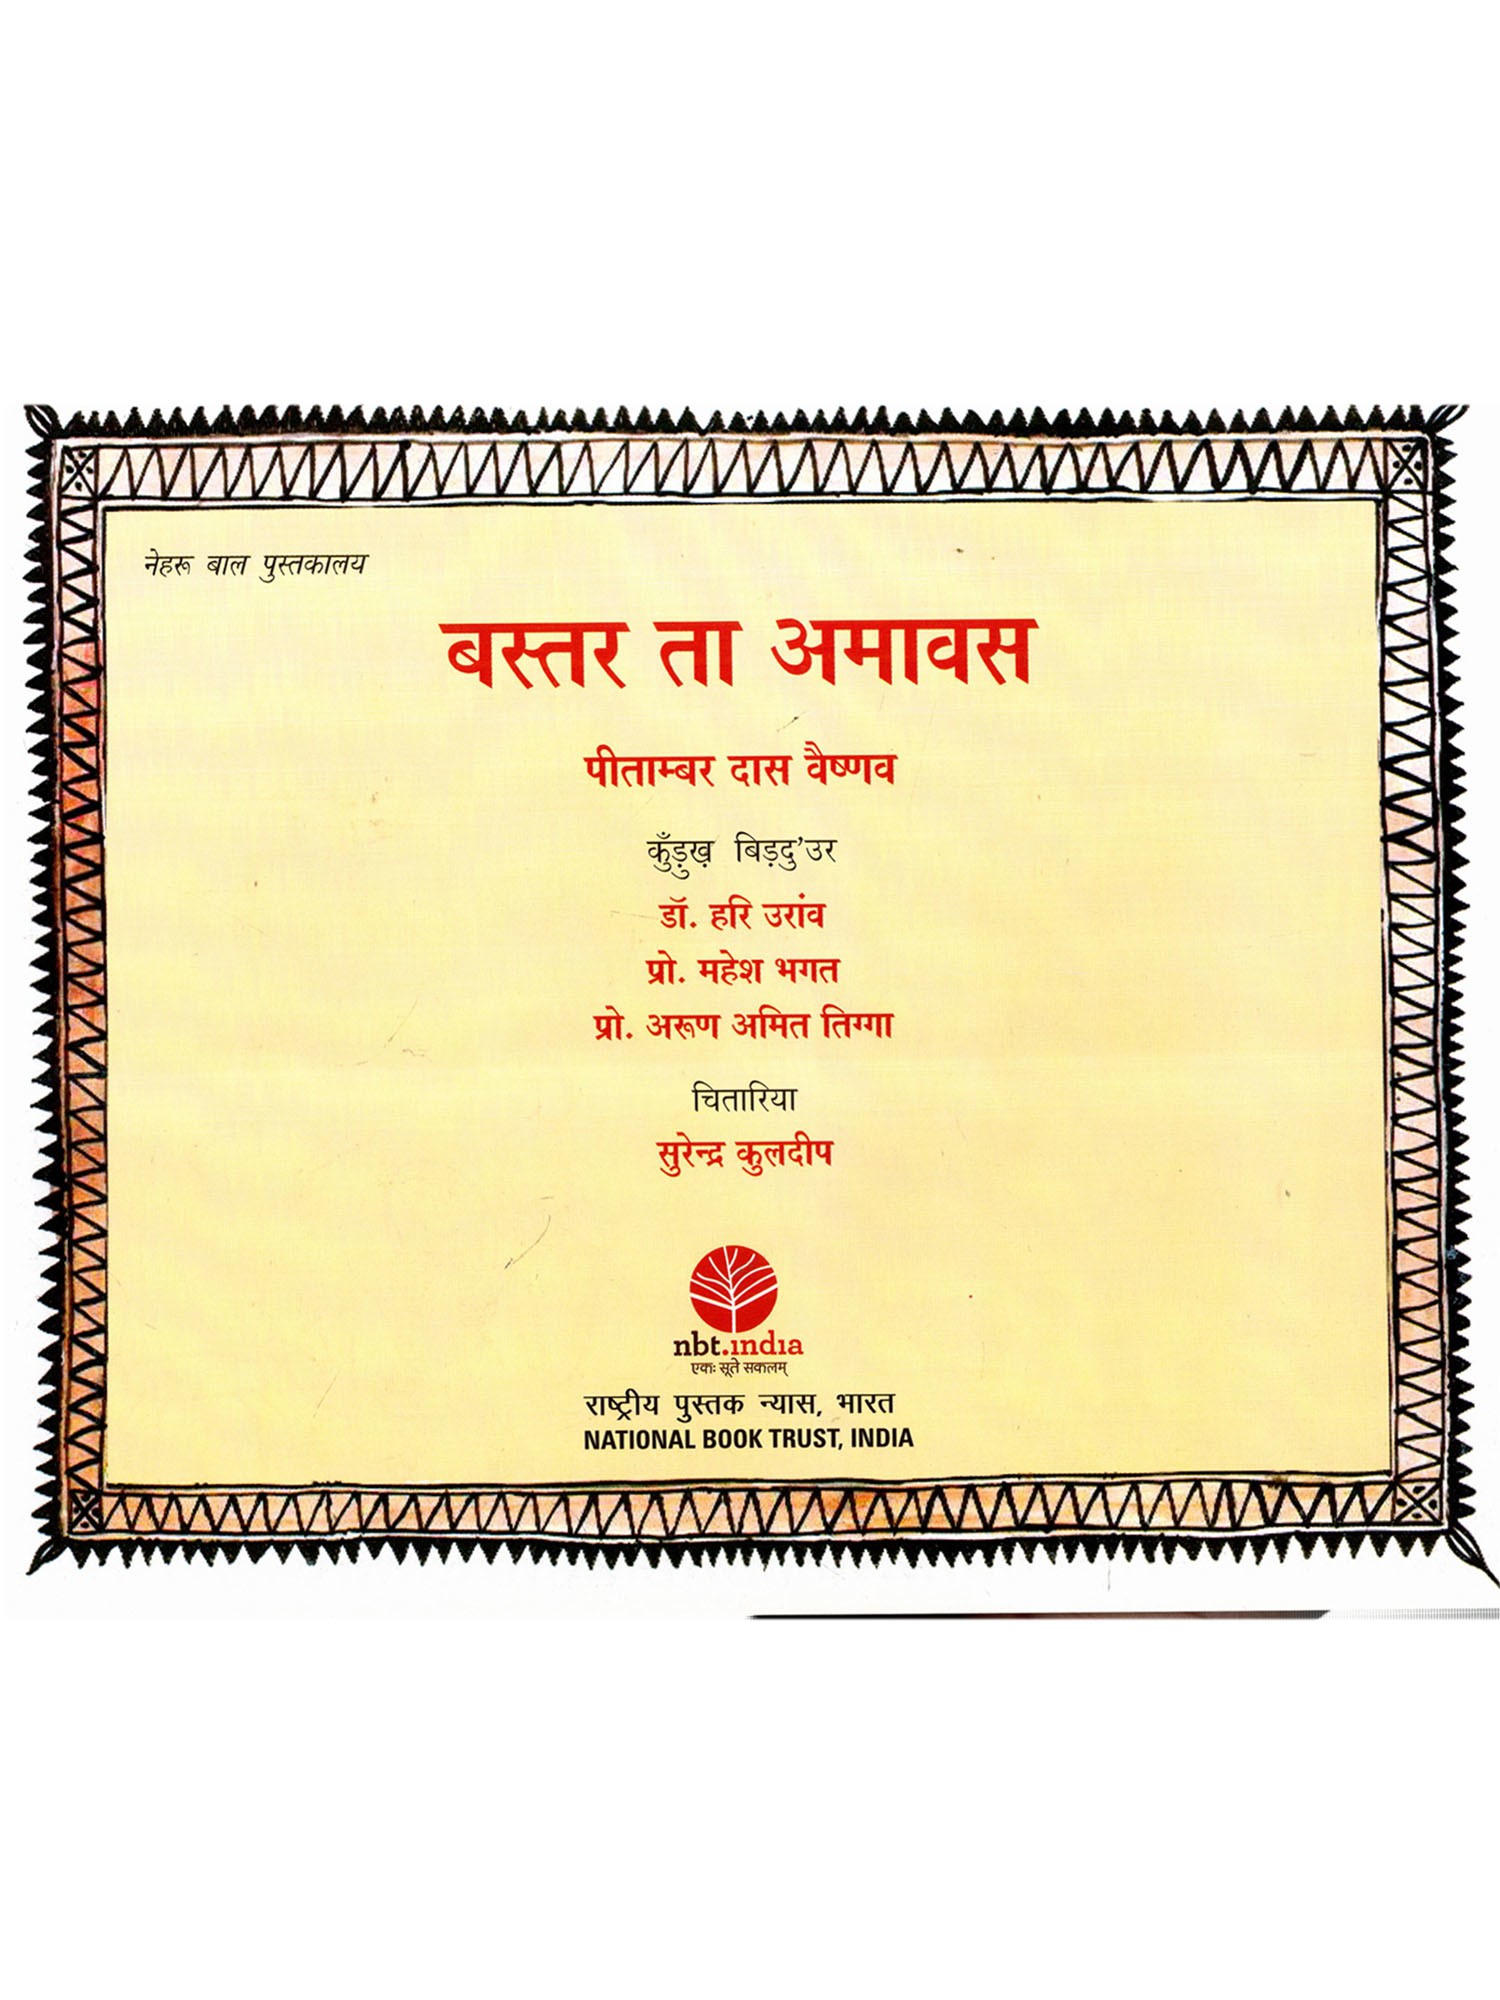 नेहरू बाल पुस्तकालय
बस्तर ता अमावस
पीताम्बर दास वैष्णव
कुँड़ुख़ बिड़दु'उर
डॉ. हरि उरांव
प्रो. महेश भगत
प्रो. अरूण अमित तिग्गा
चितारिया
सुरेन्द्र कुलदीप
nbt.india
एकः सूते सकलम्
राष्ट्रीय पुस्तक न्यास, भारत
NATIONAL BOOK TRUST, INDIA